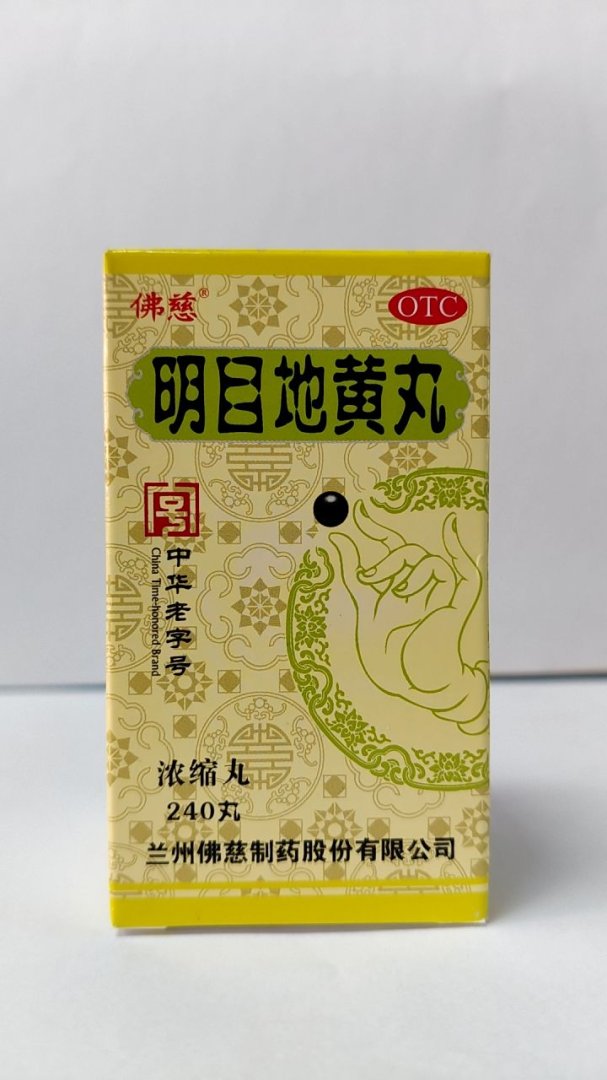 佛慈®
OTC
明目地黄丸
号
中华老字号
China Time-honored Brand
浓缩丸
240丸
兰州佛慈制药股份有限公司